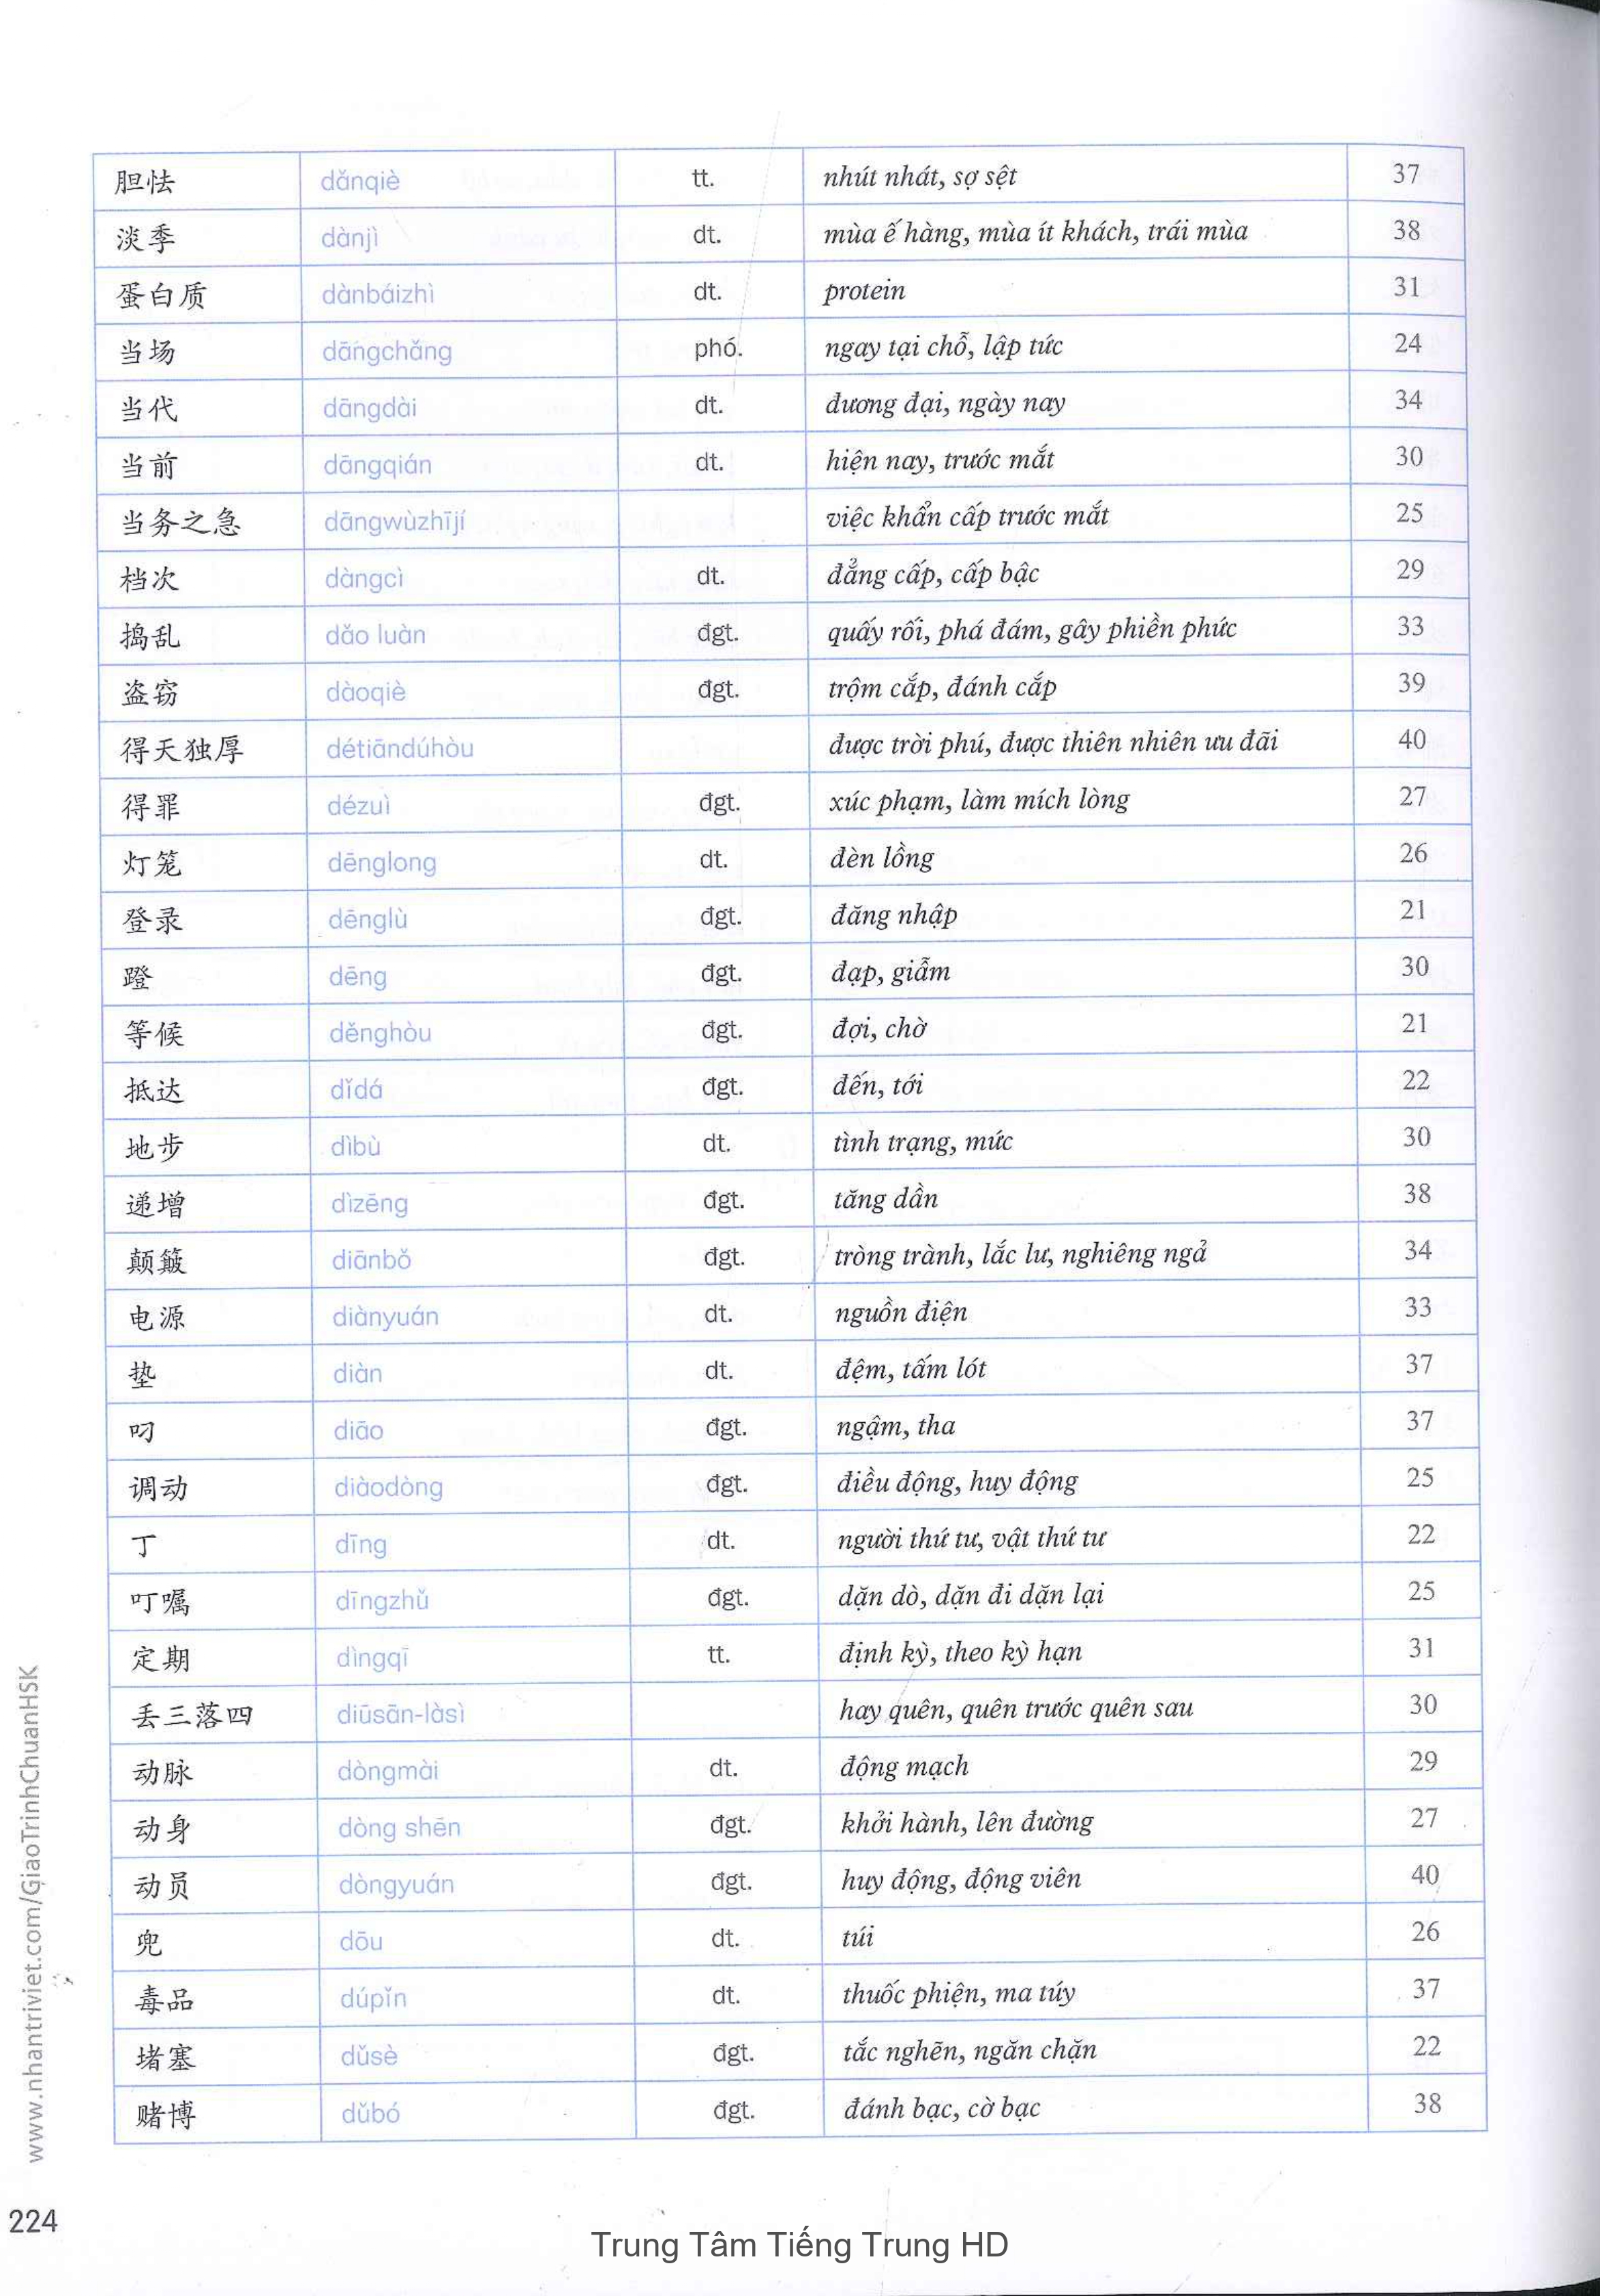 胆怯 dǎnqiè tt. nhút nhát, sợ sệt 37
淡季 dànjì dt. mùa ế hàng, mùa ít khách, trái mùa 38
蛋白质 dànbáizhì dt. protein 31
当场 dāngchǎng phó. ngay tại chỗ, lập tức 24
当代 dāngdài dt. đương đại, ngày nay 34
当前 dāngqián dt. hiện nay, trước mắt 30
当务之急 dāngwùzhījí việc khẩn cấp trước mắt 25
档次 dàngcì dt. đẳng cấp, cấp bậc 29
捣乱 dǎo luàn đgt. quấy rối, phá đám, gây phiền phức 33
盗窃 dàoqiè đgt. trộm cắp, đánh cắp 39
得天独厚 détiāndúhòu được trời phú, được thiên nhiên ưu đãi 40
得罪 dézuì đgt. xúc phạm, làm mích lòng 27
灯笼 dēnglong dt. đèn lồng 26
登录 dēnglù đgt. đăng nhập 21
蹬 dēng đgt. đạp, giẫm 30
等候 děnghòu đgt. đợi, chờ 21
抵达 dǐdá đgt. đến, tới 22
地步 dìbù dt. tình trạng, mức 30
递增 dìzēng đgt. tăng dần 38
颠簸 diānbǒ đgt. tròng trành, lắc lư, nghiêng ngả 34
电源 diànyuán dt. nguồn điện 33
垫 diàn dt. đệm, tấm lót 37
叼 diāo đgt. ngậm, tha 37
调动 diàodòng đgt. điều động, huy động 25
丁 dīng dt. người thứ tư, vật thứ tư 22
叮嘱 dīngzhǔ đgt. dặn dò, dặn đi dặn lại 25
定期 dìngqī tt. định kỳ, theo kỳ hạn 31
丢三落四 diūsān-làsì hay quên, quên trước quên sau 30
动脉 dòngmài dt. động mạch 29
动身 dòng shēn đgt. khởi hành, lên đường 27
动员 dòngyuán đgt. huy động, động viên 40
兜 dōu dt. túi 26
毒品 dúpǐn dt. thuốc phiện, ma túy 37
堵塞 dǔsè đgt. tắc nghẽn, ngăn chặn 22
赌博 dǔbó đgt. đánh bạc, cờ bạc 38
www.nhantriviet.com/GiaoTrinhChuanHSK
224
Trung Tâm Tiếng Trung HD